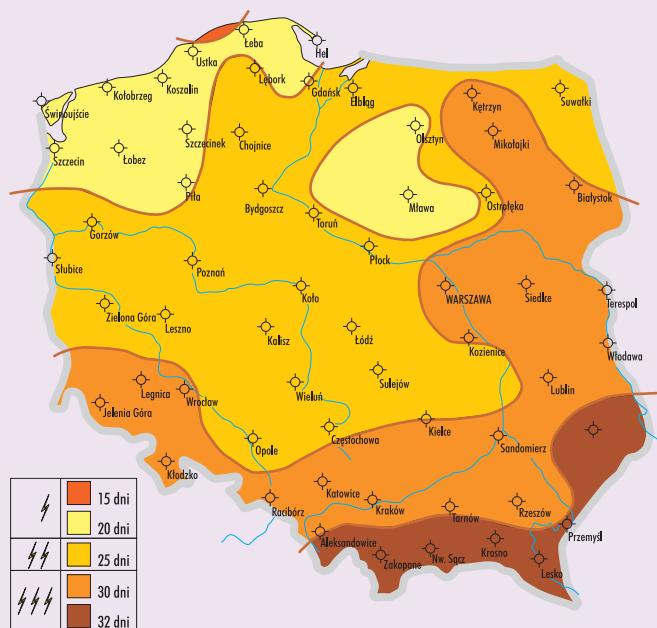 Łeba
Hel
Ustka
Lębork
Koszalin
Gdańsk
Kołobrzeg
Elbląg
Kętrzyn
Suwałki
Świnoujście
Olsztyn
Mikołajki
Szczecinek
Chojnice
Szczecin
Łobez
Piła
Białystok
Bydgoszcz
Mława
Ostrołęka
Toruń
Gorzów
Płock
Słubice
Poznań
Koło
WARSZAWA
Siedlce
Terespol
Zielona Góra
Leszno
Kalisz
Łódź
Kozienice
Włodawa
Sulejów
Legnica
Wrocław
Wieluń
Lublin
Jelenia Góra
Częstochowa
Kielce
Opole
Sandomierz
Kłodzko
Katowice
Racibórz
Kraków
Tarnów
Rzeszów
Przemyśl
Aleksandowice
Zakopane
Nw. Sącz
Krosno
Lesko
15 dni
20 dni
25 dni
30 dni
32 dni